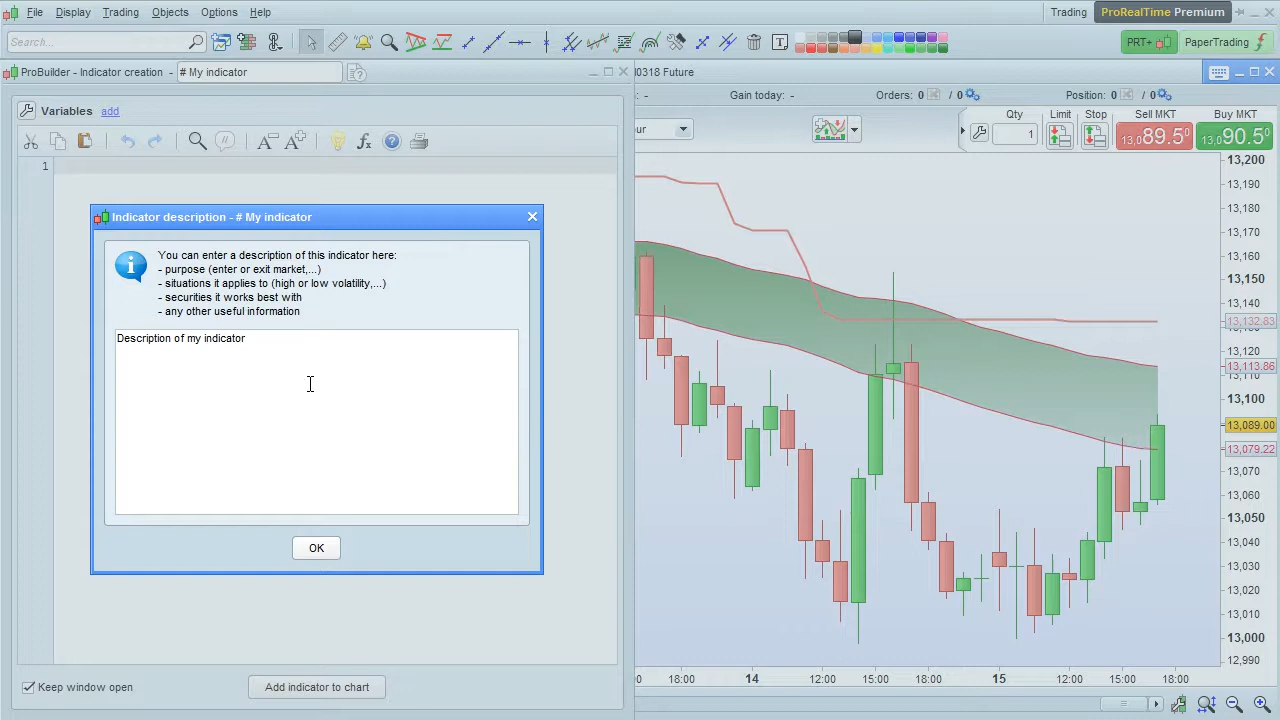 File Display Trading Objects Options Help Trading ProRealTime Premium
Search... PRT+ PaperTrading
ProBuilder - Indicator creation - # My indicator
0318 Future
Variables add
Gain today: - Orders: 0 / 0 Position: 0 / 0
our Qty 1 Limit Stop Sell MKT Buy MKT
13,089.50 13,090.50
1
Indicator description - # My indicator
You can enter a description of this indicator here:
- purpose (enter or exit market,...)
- situations it applies to (high or low volatility,...)
- securities it works best with
- any other useful information
Description of my indicator
OK
Keep window open
Add indicator to chart
13,200
13,190
13,180
13,170
13,160
13,150
13,140
13,132.83
13,120
13,113.86
13,100
13,089.00
13,079.22
13,070
13,060
13,050
13,040
13,030
13,020
13,010
13,000
12,990
18:00 14 12:00 15:00 18:00 15 12:00 15:00 18:00